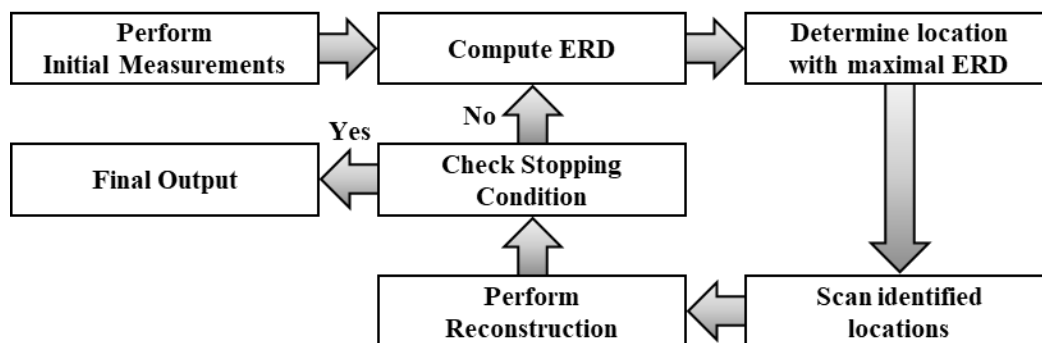 Perform
Initial Measurements
Compute ERD
Determine location
with maximal ERD
No
Yes
Final Output
Check Stopping
Condition
Perform
Reconstruction
Scan identified
locations